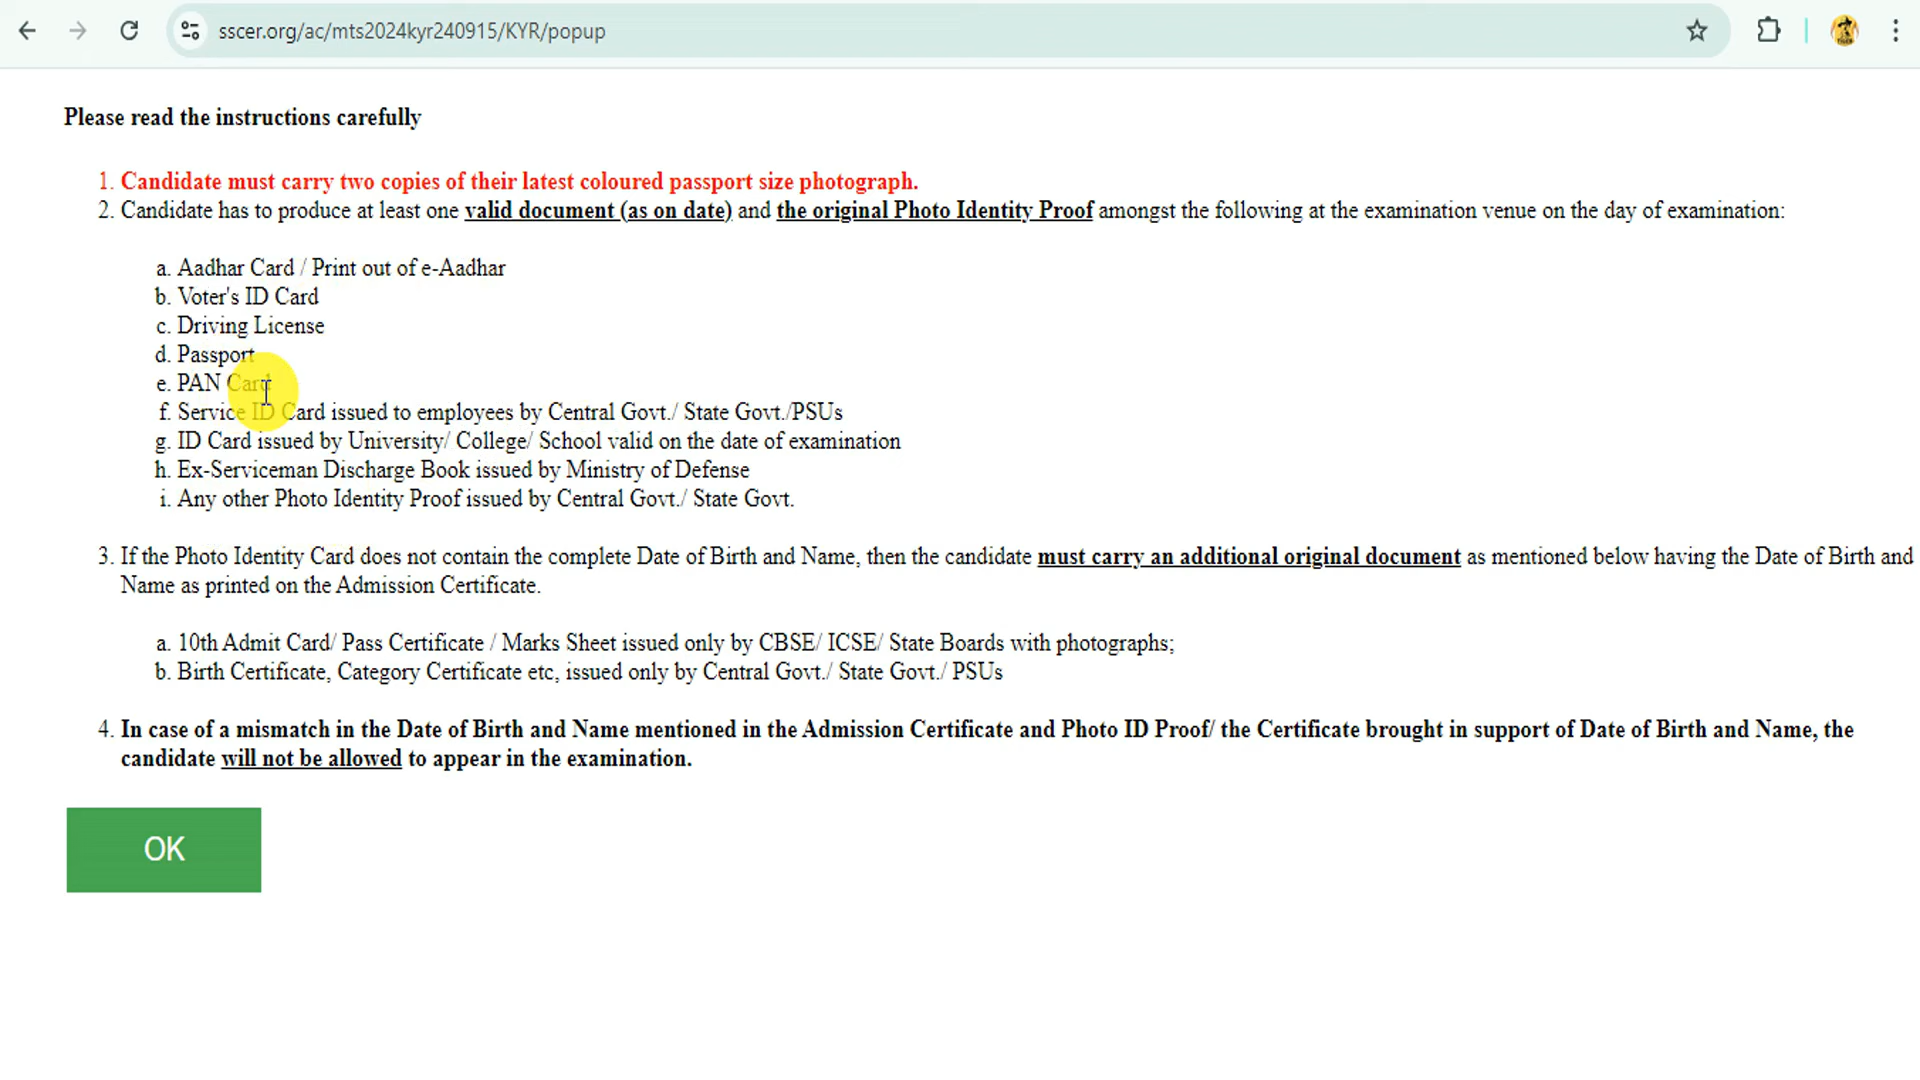 sscer.org/ac/mts2024kyr240915/KYR/popup
Please read the instructions carefully
1. Candidate must carry two copies of their latest coloured passport size photograph.
2. Candidate has to produce at least one valid document (as on date) and the original Photo Identity Proof amongst the following at the examination venue on the day of examination:
a. Aadhar Card / Print out of e-Aadhar
b. Voter's ID Card
c. Driving License
d. Passport
e. PAN Card
f. Service ID Card issued to employees by Central Govt./ State Govt./PSUs
g. ID Card issued by University/ College/ School valid on the date of examination
h. Ex-Serviceman Discharge Book issued by Ministry of Defense
i. Any other Photo Identity Proof issued by Central Govt./ State Govt.
3. If the Photo Identity Card does not contain the complete Date of Birth and Name, then the candidate must carry an additional original document as mentioned below having the Date of Birth and
Name as printed on the Admission Certificate.
a. 10th Admit Card/ Pass Certificate / Marks Sheet issued only by CBSE/ ICSE/ State Boards with photographs;
b. Birth Certificate, Category Certificate etc, issued only by Central Govt./ State Govt./ PSUs
4. In case of a mismatch in the Date of Birth and Name mentioned in the Admission Certificate and Photo ID Proof/ the Certificate brought in support of Date of Birth and Name, the
candidate will not be allowed to appear in the examination.
OK